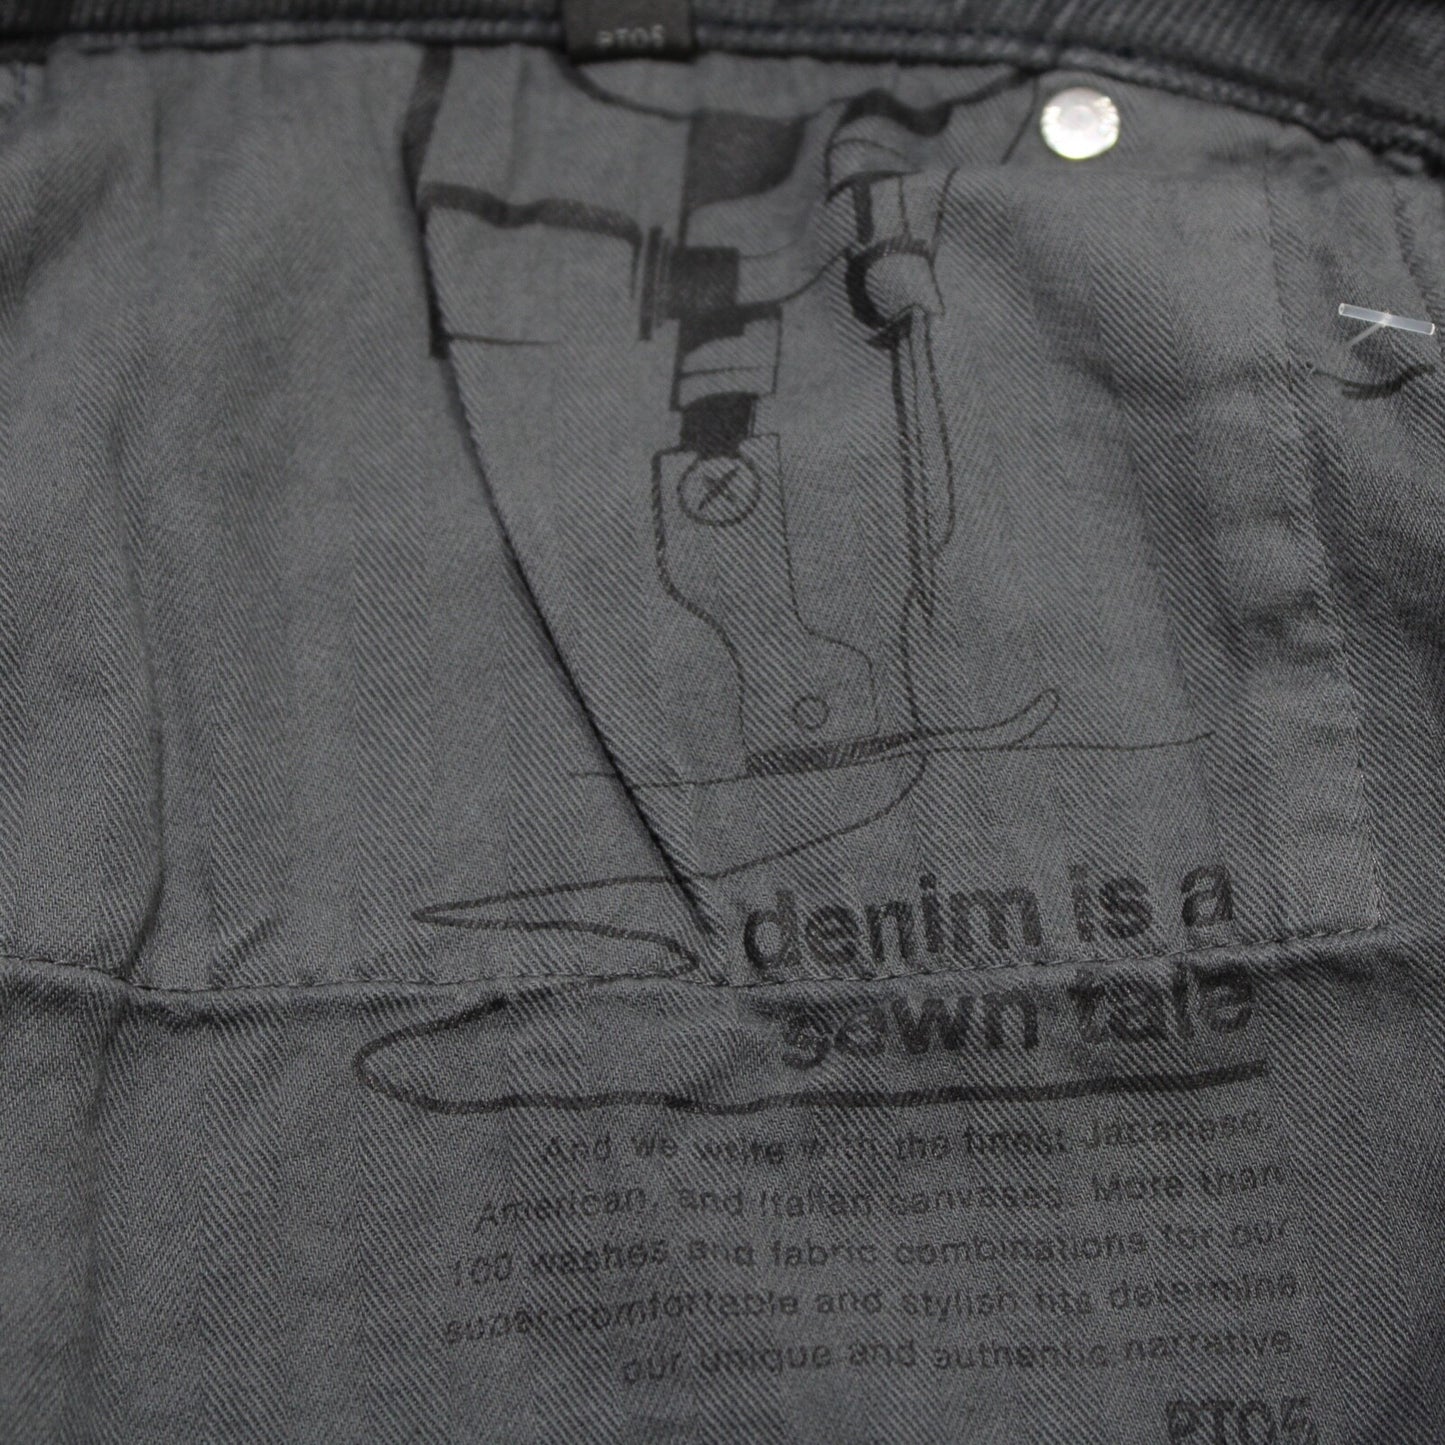 PT05
denim is a
sewn tale
And we write with the finest Japanese,
American, and Italian canvases. More than
100 washes and fabric combinations for our
super-comfortable and stylish fits determine
our unique and authentic narrative.
PT05